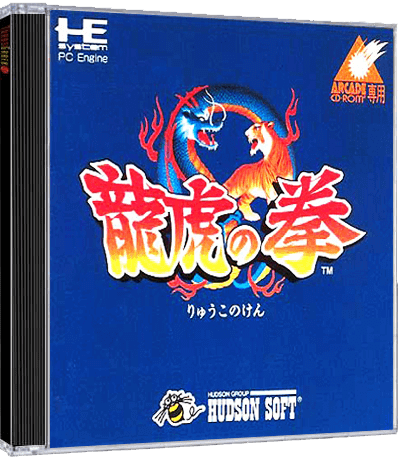 HE
system
PC Engine
ARCADE
CD-ROM² 専用
龍虎の拳
TM
りゅうこのけん
HUDSON GROUP
HUDSON SOFT